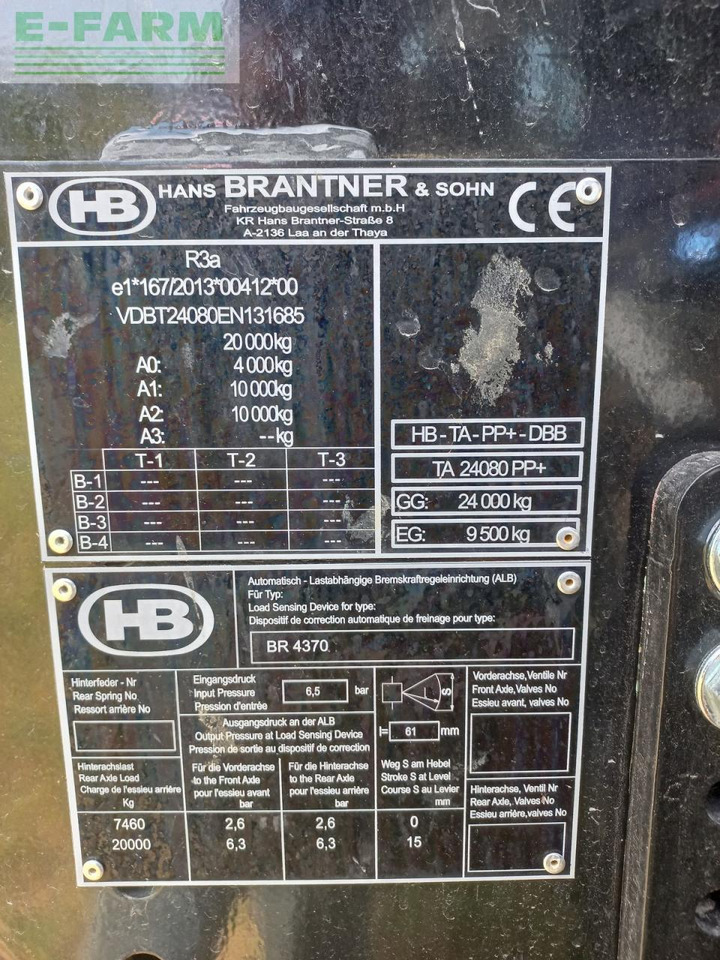 E-FARM
HB HANS BRANTNER & SOHN CE
Fahrzeugbaugesellschaft m.b.H
KR Hans Brantner-Straße 8
A-2136 Laa an der Thaya
R3a
e1*167/2013*00412*00
VDBT24080EN131685
20 000kg
A0: 4 000kg
A1: 10 000kg
A2: 10 000kg
A3: --kg
T-1 T-2 T-3
B-1 --- --- ---
B-2 --- --- ---
B-3 --- --- ---
B-4 --- --- ---
HB-TA-PP+-DBB
TA 24080 PP+
GG: 24 000 kg
EG: 9 500 kg
HB
Automatisch - Lastabhängige Bremskraftregeleinrichtung (ALB)
Für Typ:
Load Sensing Device for type:
Dispositif de correction automatique de freinage pour type:
BR 4370
Hinterfeder - Nr
Rear Spring No
Ressort arrière No
Eingangsdruck
Input Pressure 6,5 bar
Pression d'entrée
Ausgangsdruck an der ALB
Output Pressure at Load Sensing Device
Pression de sortie au dispositif de correction
S
l= 61 mm
Vorderachse, Ventile Nr
Front Axle, Valves No
Essieu avant, valves No
Hinterachslast
Rear Axle Load
Charge de l'essieu arrière
Kg
Für die Vorderachse
to the Front Axle
pour l'essieu avant
bar
Für die Hinterachse
to the Rear Axle
pour l'essieu arrière
bar
Weg S am Hebel
Stroke S at Level
Course S au Levier
mm
Hinterachse, Ventil Nr
Rear Axle, Valves No
Essieu arrière, valves No
7460 2,6 2,6 0
20000 6,3 6,3 15